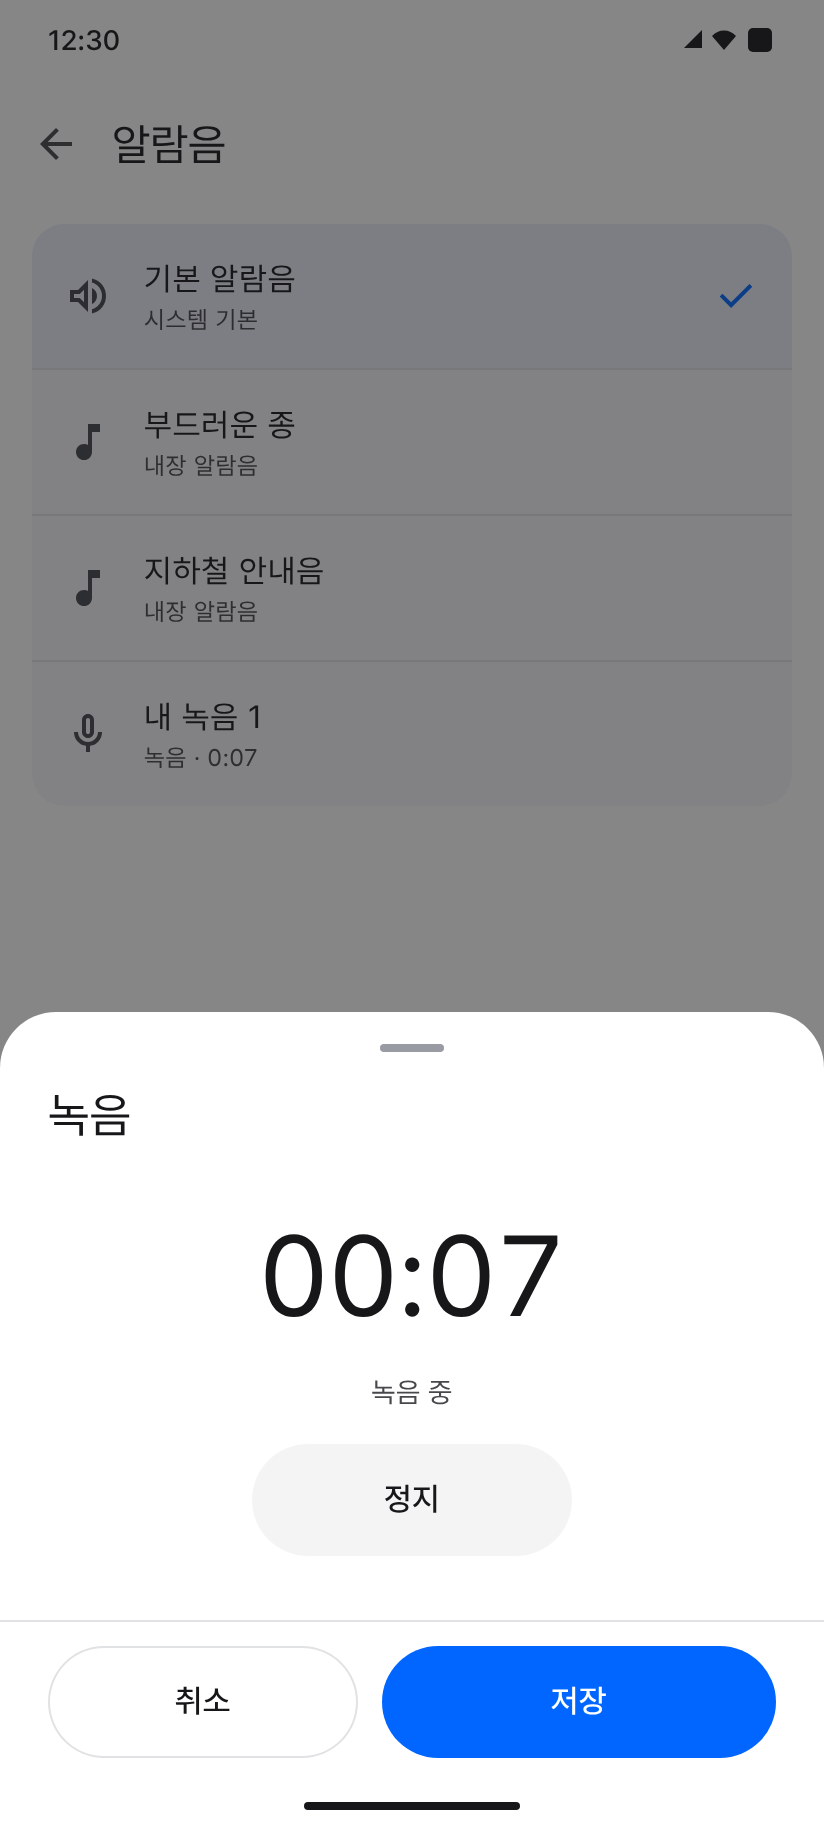 12:30
알람음
기본 알람음
시스템 기본
부드러운 종
내장 알람음
지하철 안내음
내장 알람음
내 녹음 1
녹음 · 0:07
녹음
00:07
녹음 중
정지
취소
저장